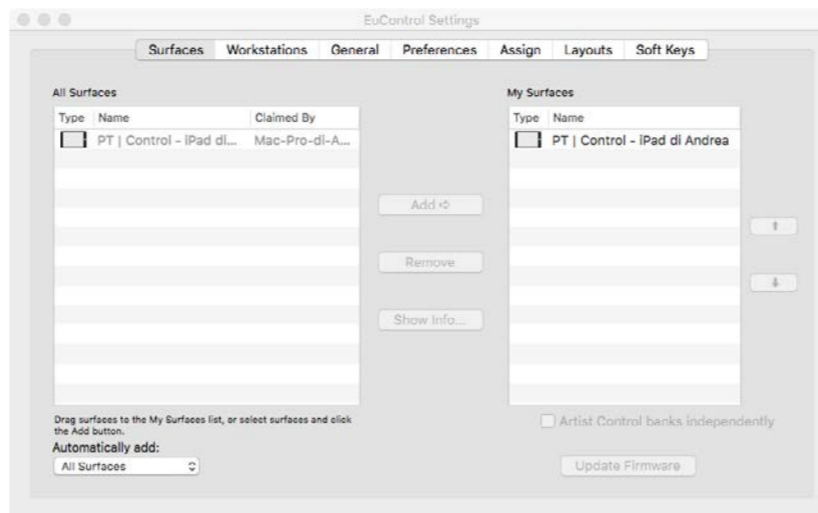 EuControl Settings
Surfaces Workstations General Preferences Assign Layouts Soft Keys
All Surfaces
My Surfaces
Type Name Claimed By
Type Name
PT | Control - iPad di... Mac-Pro-di-A...
PT | Control - iPad di Andrea
Add ➪
Remove
Show Info...
Drag surfaces to the My Surfaces list, or select surfaces and click
the Add button.
Automatically add:
All Surfaces
Artist Control banks independently
Update Firmware